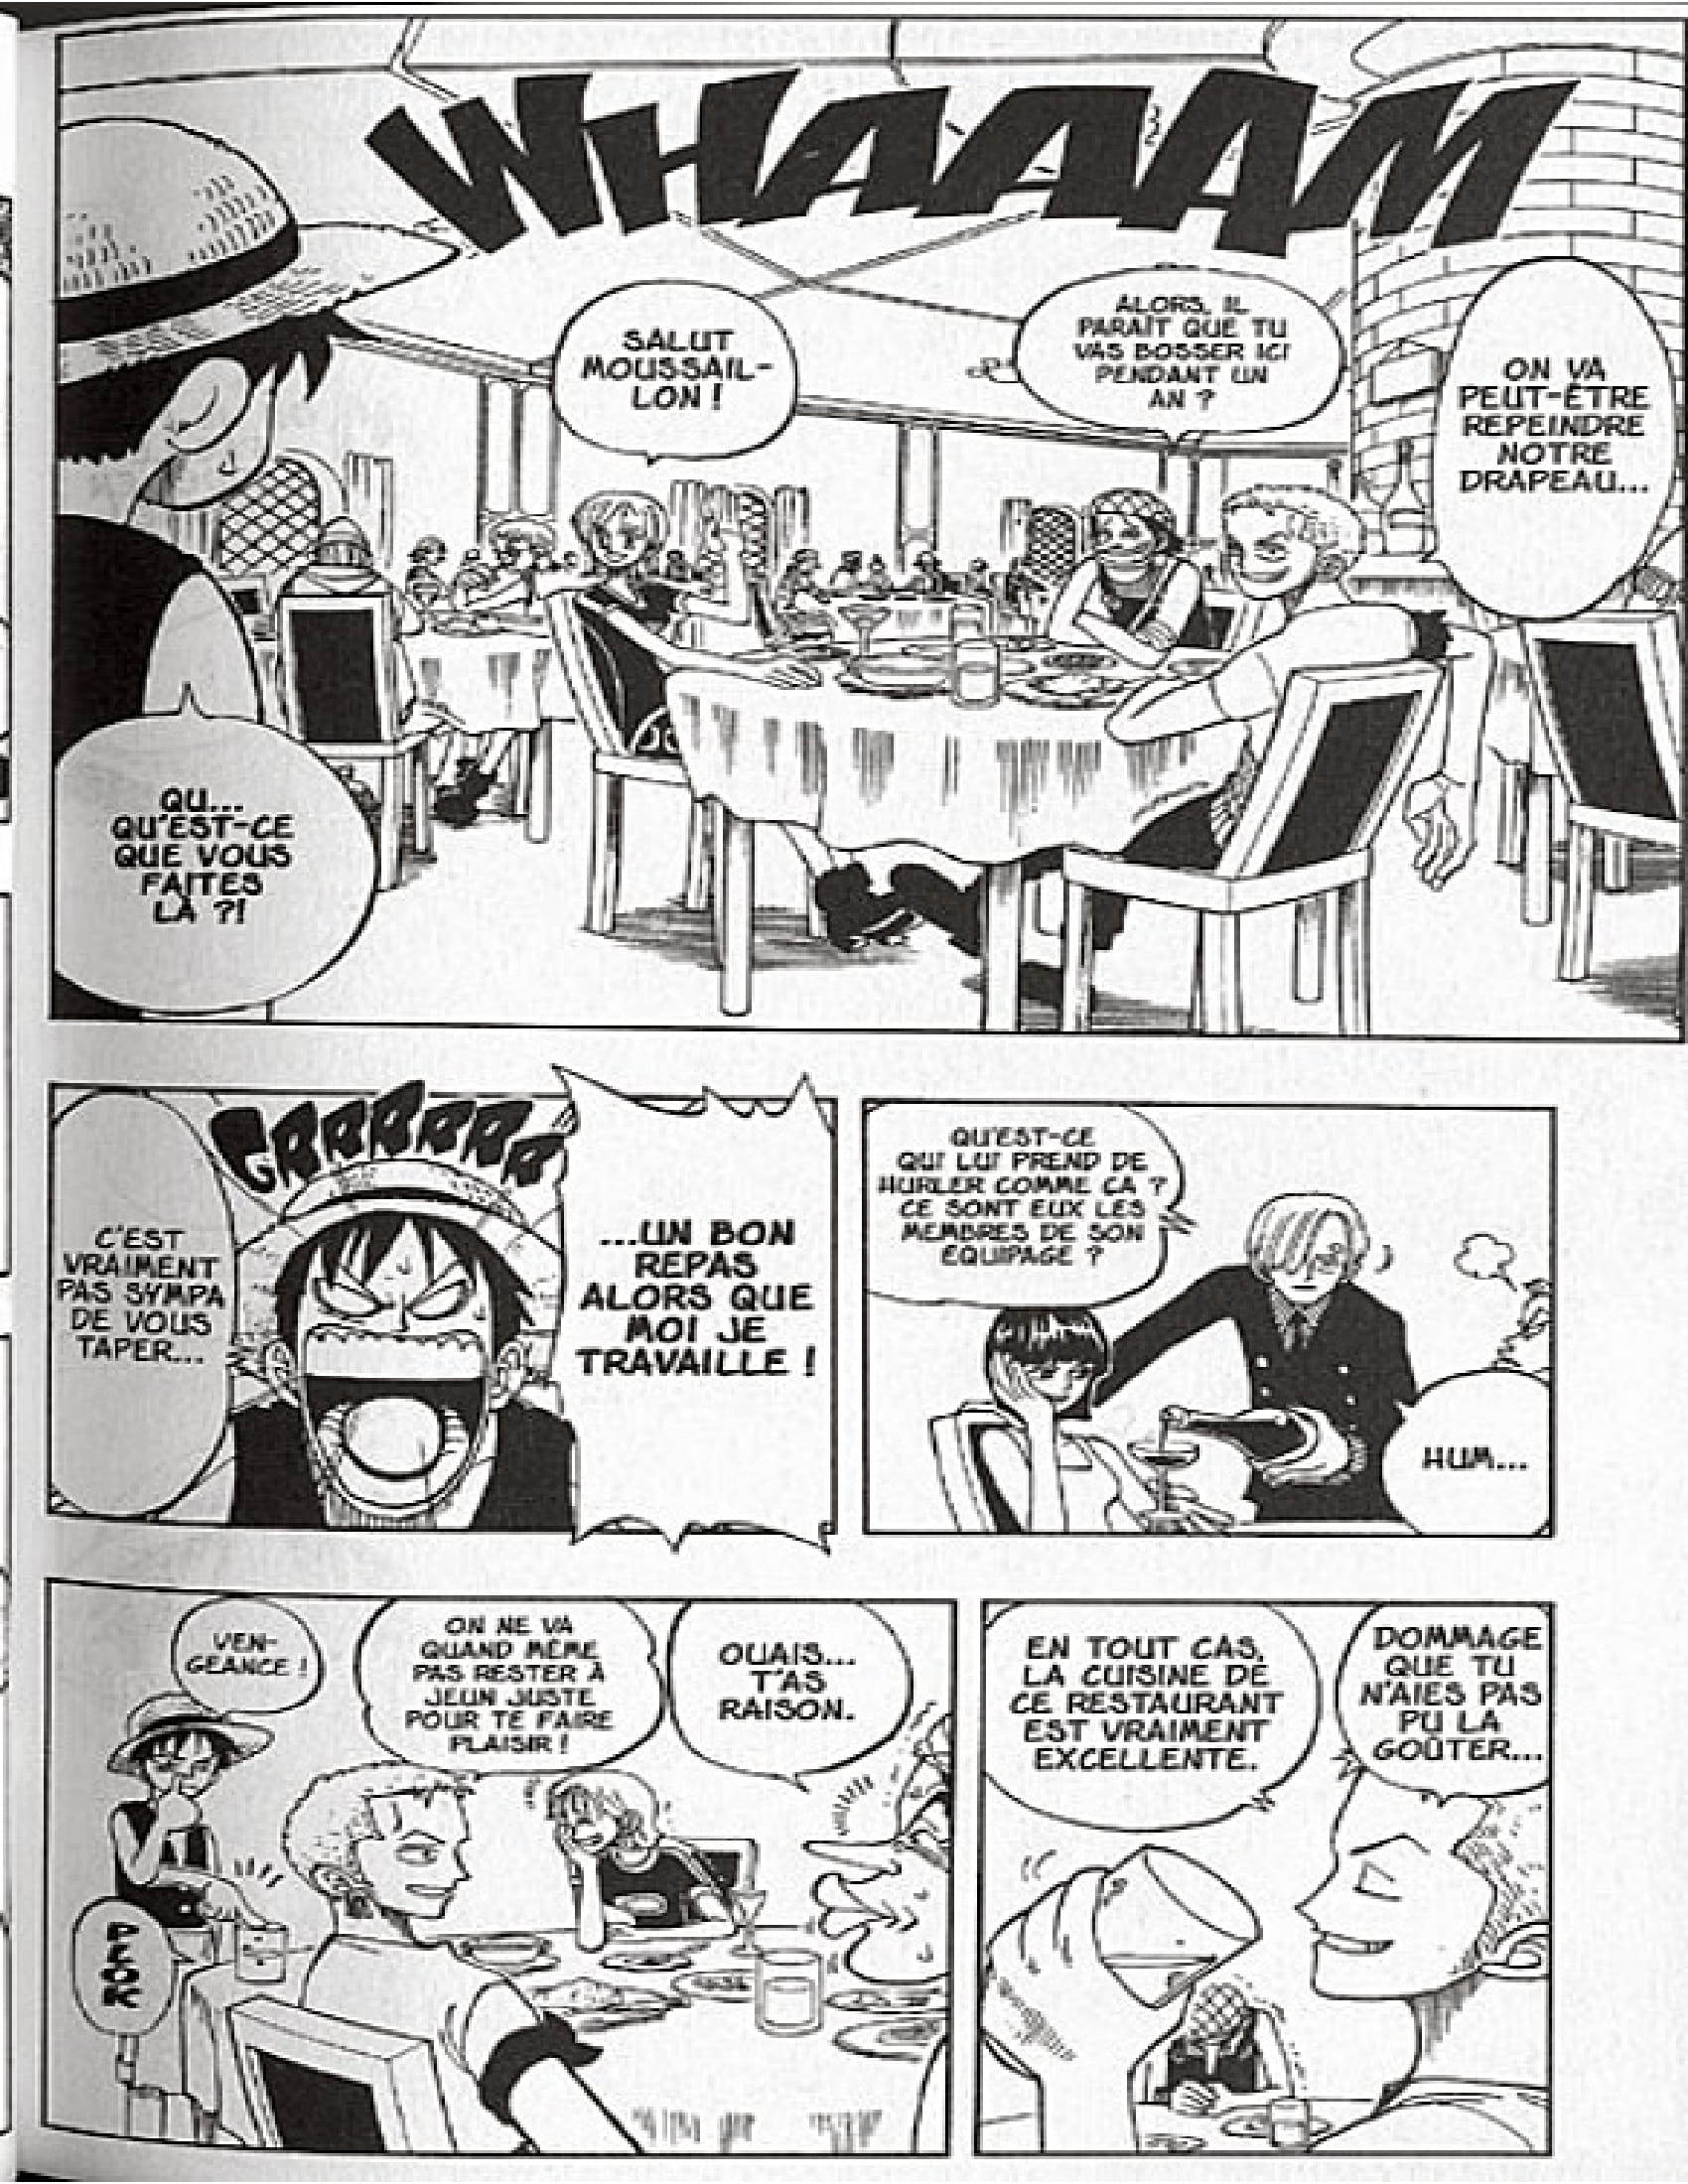 WHAAAAM
SALUT
MOUSSAIL-
LON !
ALORS, IL
PARAÎT QUE TU
VAS BOSSER ICI
PENDANT UN
AN ?
ON VA
PEUT-ÊTRE
REPEINDRE
NOTRE
DRAPEAU...
QU...
QU'EST-CE
QUE VOUS
FAITES
LÀ ?!
C'EST
VRAIMENT
PAS SYMPA
DE VOUS
TAPER...
GRRRRRR
...UN BON
REPAS
ALORS QUE
MOI JE
TRAVAILLE !
QU'EST-CE
QUI LUI PREND DE
HURLER COMME CA ?
CE SONT EUX LES
MEMBRES DE SON
EQUIPAGE ?
HUM...
VEN-
GEANCE !
ON NE VA
QUAND MÊME
PAS RESTER À
JEUN JUSTE
POUR TE FAIRE
PLAISIR !
OUAIS...
T'AS
RAISON.
EN TOUT CAS,
LA CUISINE DE
CE RESTAURANT
EST VRAIMENT
EXCELLENTE.
DOMMAGE
QUE TU
N'AIES PAS
PU LA
GOÛTER...